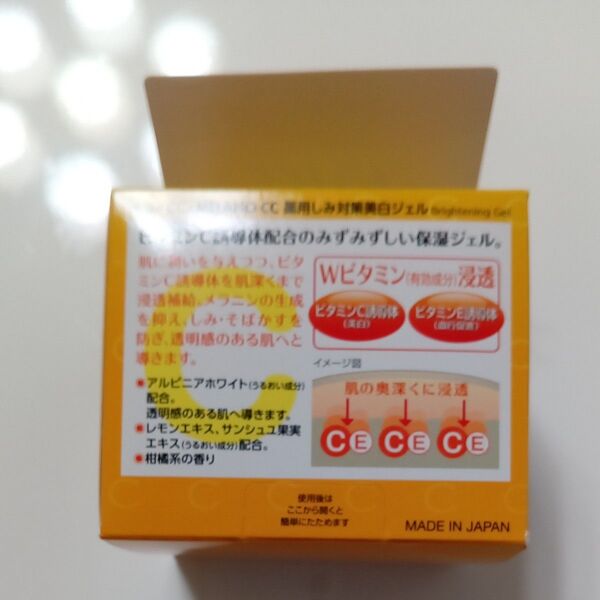 CC 薬用しみ対策美白ジェル Brightening Gel
ビタミンC誘導体配合のみずみずしい保湿ジェル。
肌に潤いを与えつつ、ビタ
ミンC誘導体を肌深くまで
浸透補給。メラニンの生成
を抑え、しみ・そばかすを
防ぎ、透明感のある肌へと
導きます。
●アルピニアホワイト(うるおい成分)
配合。
透明感のある肌へ導きます。
●レモンエキス、サンシュユ果実
エキス(うるおい成分)配合。
●柑橘系の香り
Wビタミン(有効成分)浸透
ビタミンC誘導体
(美白)
ビタミンE誘導体
(血行促進)
イメージ図
肌の奥深くに浸透
C E C E C E
使用後は
ここから開くと
簡単にたためます
MADE IN JAPAN